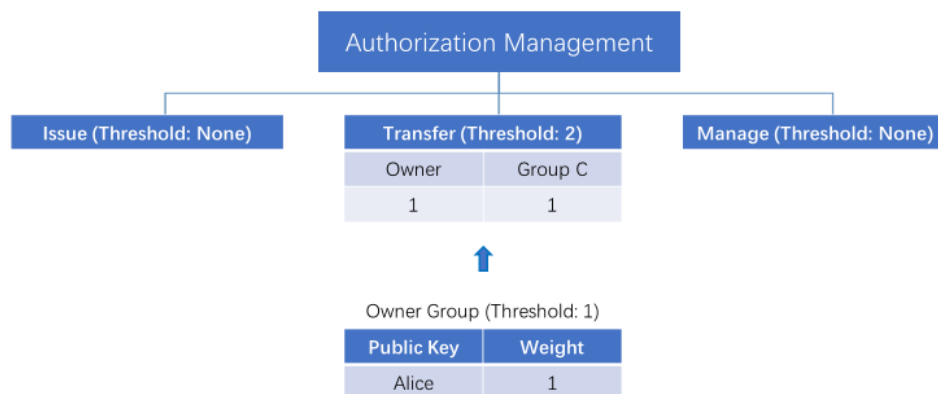 Authorization Management
Issue (Threshold: None)
Transfer (Threshold: 2)
Manage (Threshold: None)
Owner Group C
1 1
Owner Group (Threshold: 1)
Public Key Weight
Alice 1